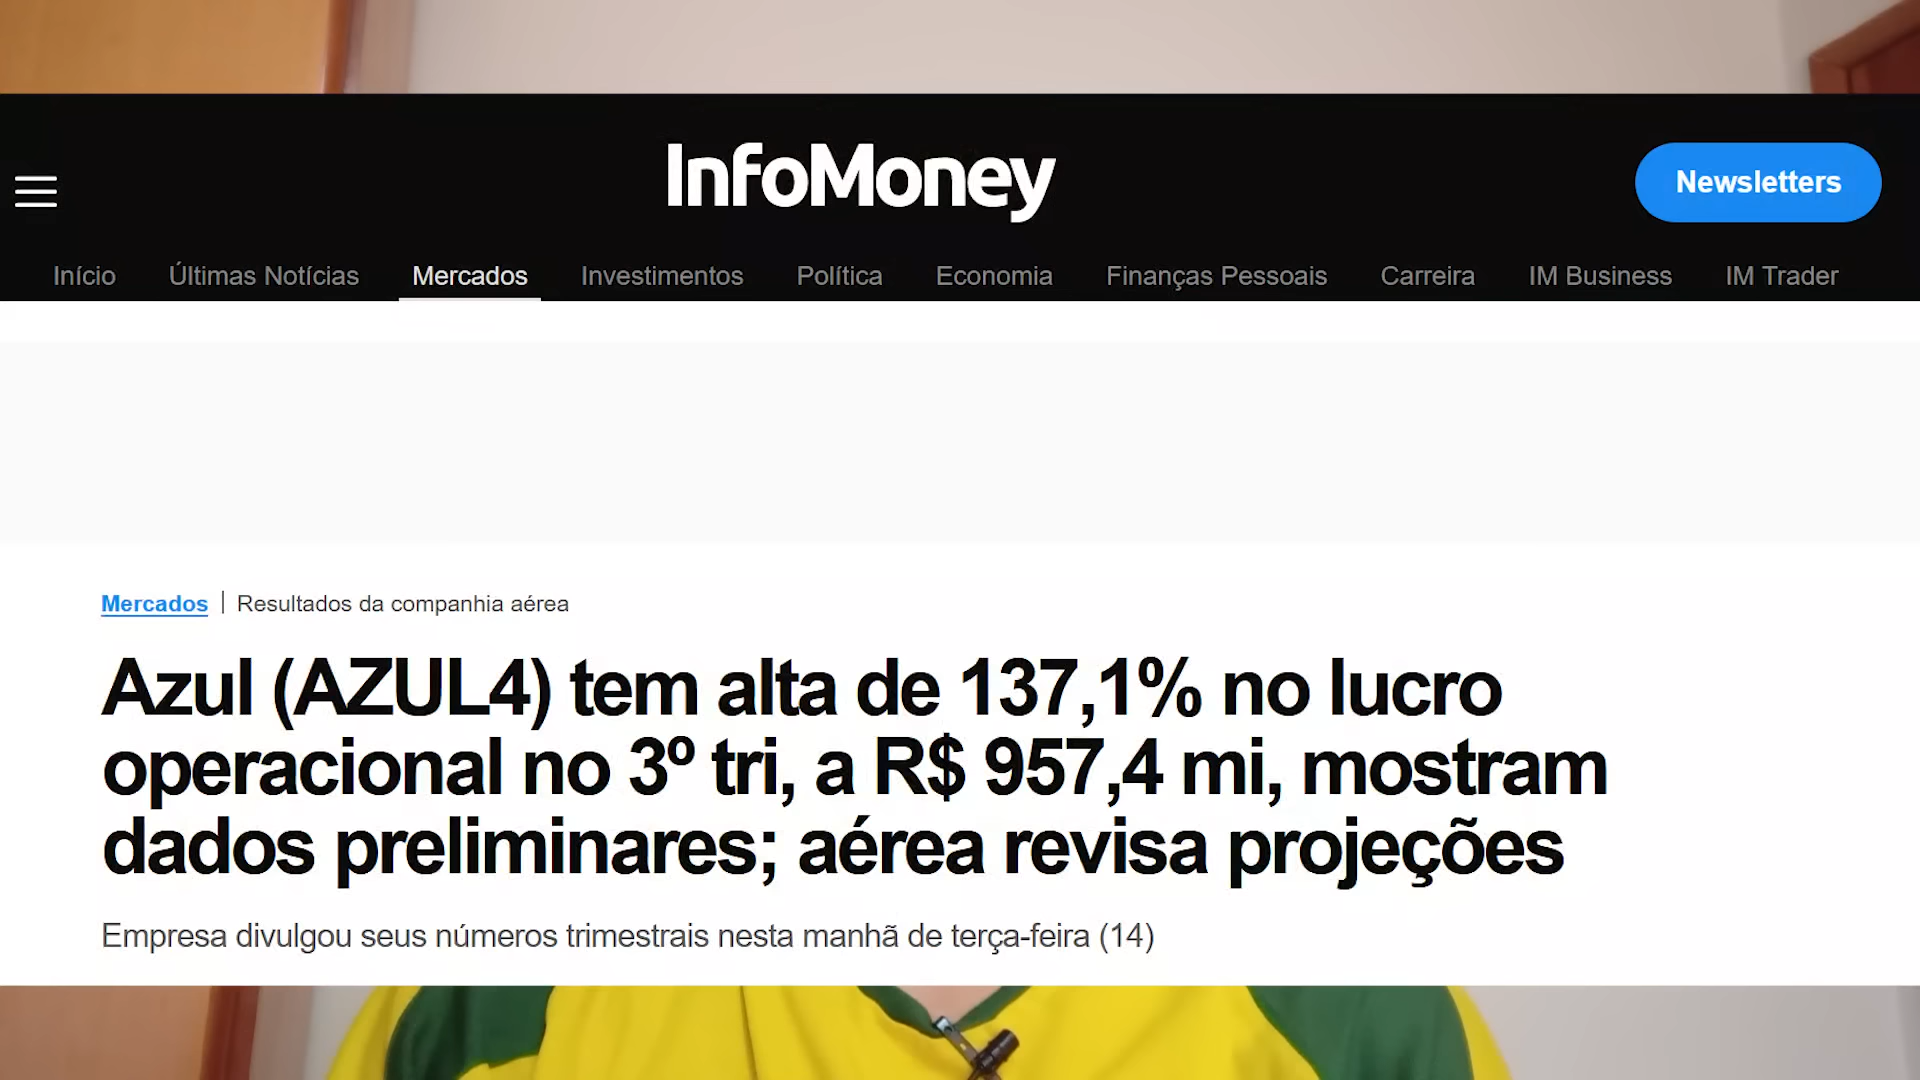 InfoMoney
Newsletters
Início Últimas Notícias Mercados Investimentos Política Economia Finanças Pessoais Carreira IM Business IM Trader
Mercados | Resultados da companhia aérea
Azul (AZUL4) tem alta de 137,1% no lucro
operacional no 3º tri, a R$ 957,4 mi, mostram
dados preliminares; aérea revisa projeções
Empresa divulgou seus números trimestrais nesta manhã de terça-feira (14)